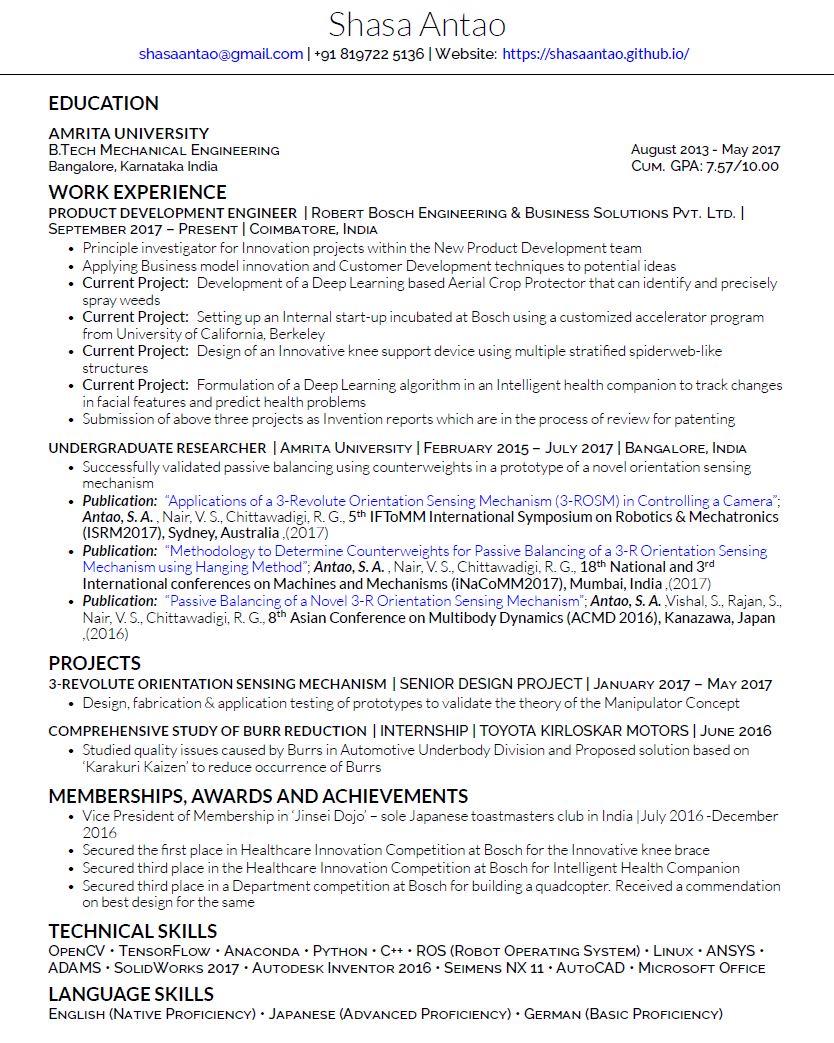 Shasa Antao
shasaantao@gmail.com | +91 819722 5136 | Website: https://shasaantao.github.io/
EDUCATION
AMRITA UNIVERSITY
B.Tech Mechanical Engineering August 2013 - May 2017
Bangalore, Karnataka India Cum. GPA: 7.57/10.00
WORK EXPERIENCE
PRODUCT DEVELOPMENT ENGINEER | Robert Bosch Engineering & Business Solutions Pvt. Ltd. |
September 2017 – Present | Coimbatore, India
• Principle investigator for Innovation projects within the New Product Development team
• Applying Business model innovation and Customer Development techniques to potential ideas
• Current Project: Development of a Deep Learning based Aerial Crop Protector that can identify and precisely
spray weeds
• Current Project: Setting up an Internal start-up incubated at Bosch using a customized accelerator program
from University of California, Berkeley
• Current Project: Design of an Innovative knee support device using multiple stratified spiderweb-like
structures
• Current Project: Formulation of a Deep Learning algorithm in an Intelligent health companion to track changes
in facial features and predict health problems
• Submission of above three projects as Invention reports which are in the process of review for patenting
UNDERGRADUATE RESEARCHER | Amrita University | February 2015 – July 2017 | Bangalore, India
• Successfully validated passive balancing using counterweights in a prototype of a novel orientation sensing
mechanism
• Publication: “Applications of a 3-Revolute Orientation Sensing Mechanism (3-ROSM) in Controlling a Camera”;
Antao, S. A. , Nair, V. S., Chittawadigi, R. G., 5th IFToMM International Symposium on Robotics & Mechatronics
(ISRM2017), Sydney, Australia ,(2017)
• Publication: “Methodology to Determine Counterweights for Passive Balancing of a 3-R Orientation Sensing
Mechanism using Hanging Method”; Antao, S. A. , Nair, V. S., Chittawadigi, R. G., 18th National and 3rd
International conferences on Machines and Mechanisms (iNaCoMM2017), Mumbai, India ,(2017)
• Publication: “Passive Balancing of a Novel 3-R Orientation Sensing Mechanism”; Antao, S. A. ,Vishal, S., Rajan, S.,
Nair, V. S., Chittawadigi, R. G., 8th Asian Conference on Multibody Dynamics (ACMD 2016), Kanazawa, Japan
,(2016)
PROJECTS
3-REVOLUTE ORIENTATION SENSING MECHANISM | SENIOR DESIGN PROJECT | January 2017 – May 2017
• Design, fabrication & application testing of prototypes to validate the theory of the Manipulator Concept
COMPREHENSIVE STUDY OF BURR REDUCTION | INTERNSHIP | TOYOTA KIRLOSKAR MOTORS | June 2016
• Studied quality issues caused by Burrs in Automotive Underbody Division and Proposed solution based on
‘Karakuri Kaizen’ to reduce occurrence of Burrs
MEMBERSHIPS, AWARDS AND ACHIEVEMENTS
• Vice President of Membership in ‘Jinsei Dojo’ – sole Japanese toastmasters club in India |July 2016 -December
2016
• Secured the first place in Healthcare Innovation Competition at Bosch for the Innovative knee brace
• Secured third place in the Healthcare Innovation Competition at Bosch for Intelligent Health Companion
• Secured third place in a Department competition at Bosch for building a quadcopter. Received a commendation
on best design for the same
TECHNICAL SKILLS
OpenCV • TensorFlow • Anaconda • Python • C++ • ROS (Robot Operating System) • Linux • ANSYS •
ADAMS • SolidWorks 2017 • Autodesk Inventor 2016 • Seimens NX 11 • AutoCAD • Microsoft Office
LANGUAGE SKILLS
English (Native Proficiency) • Japanese (Advanced Proficiency) • German (Basic Proficiency)